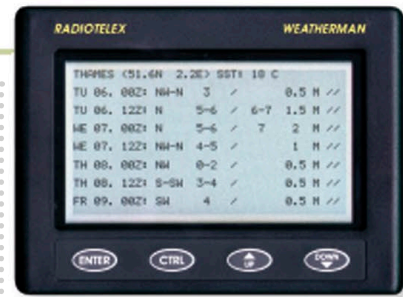 RADIOTELEX WEATHERMAN
THAMES (51.6N 2.2E) SST: 10 C
TU 06. 00Z: NW-N 3 / 0.5 M //
TU 06. 12Z: N 5-6 / 6-7 1.5 M //
WE 07. 00Z: N 5-6 / 7 2 M //
WE 07. 12Z: NW-N 4-5 / 1 M //
TH 08. 00Z: NW 0-2 / 0.5 M //
TH 08. 12Z: S-SW 3-4 / 0.5 M //
FR 09. 00Z: SW 4 / 0.5 M //
ENTER CTRL UP DOWN